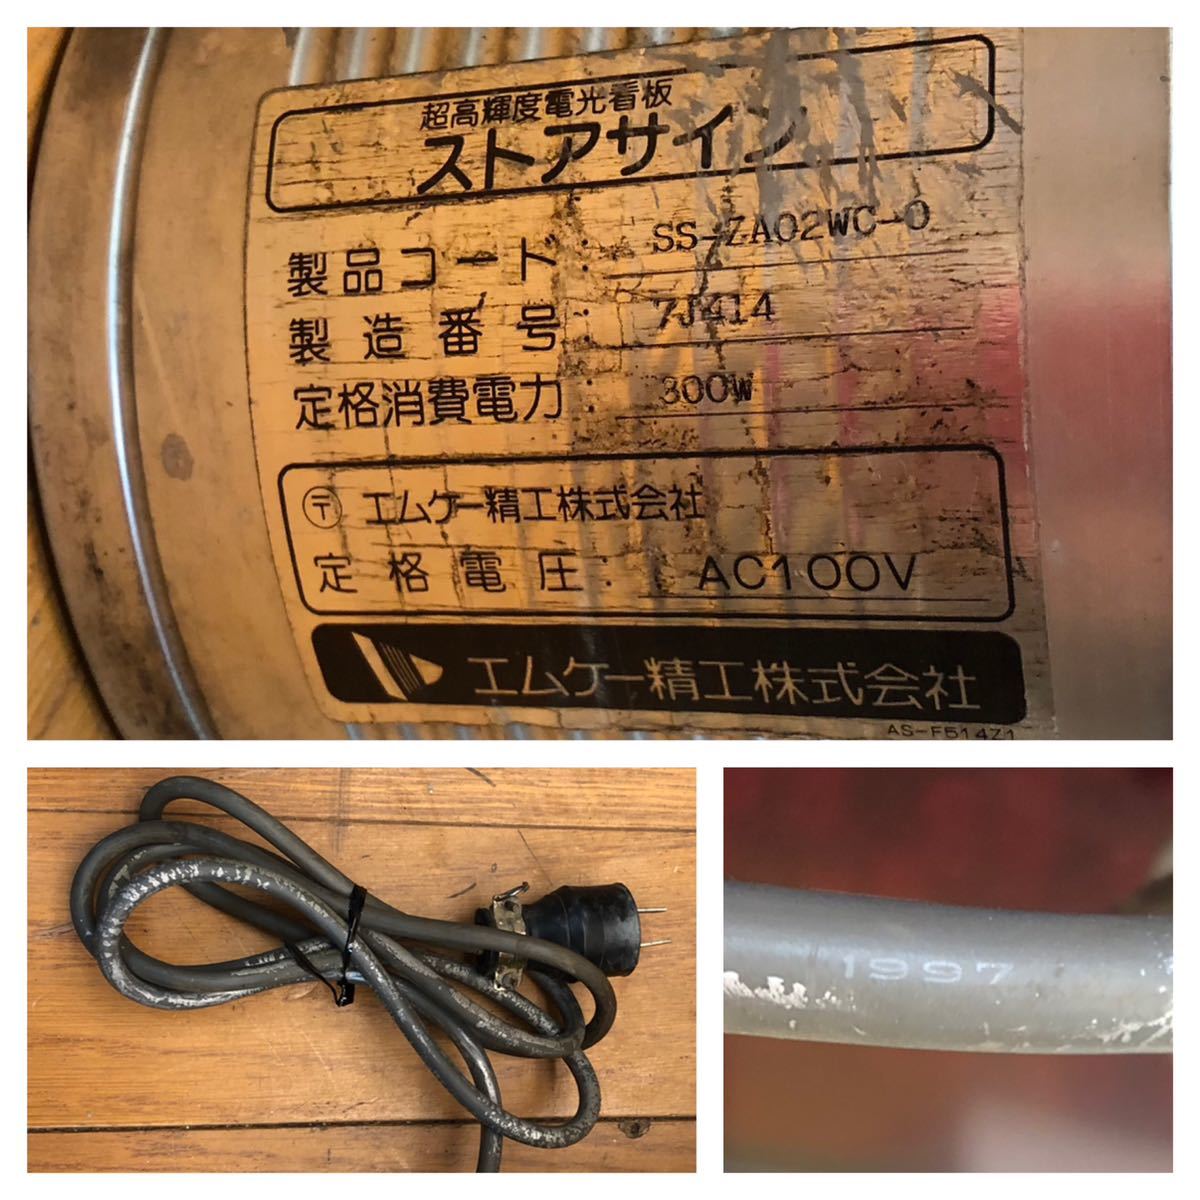 超高輝度電光看板
ストアサイン
製品コード: SS-ZA02WC-0
製造番号: 7J414
定格消費電力: 300W
〒 エムケー精工株式会社
定格電圧: AC100V
エムケー精工株式会社
AS-F514Z1
1997